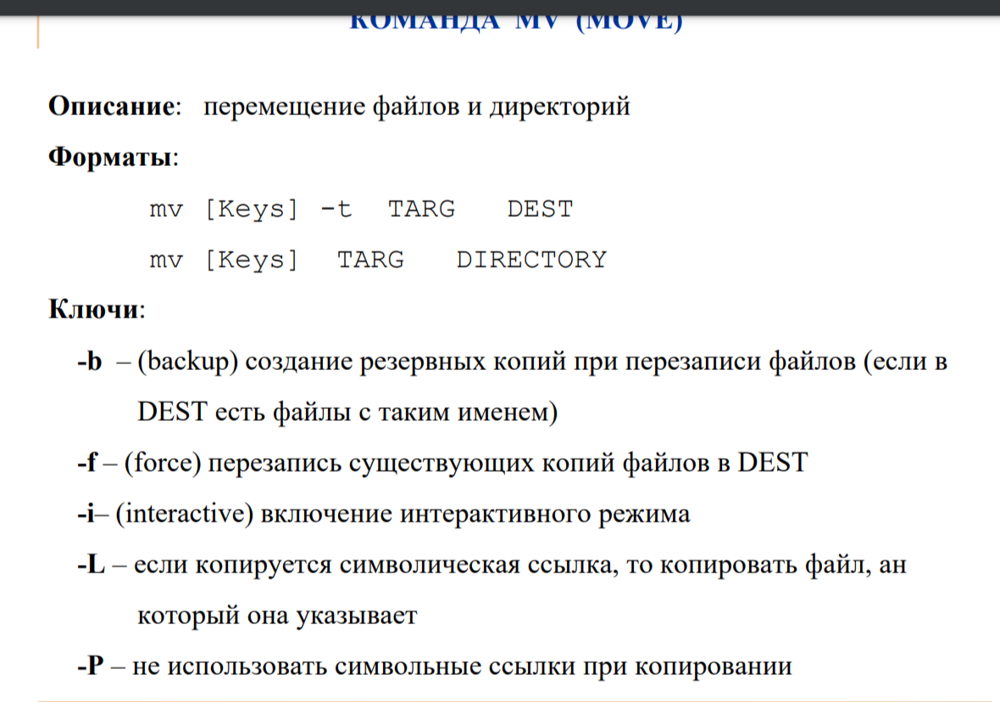 КОМАНДА MV (MOVE)
Описание: перемещение файлов и директорий
Форматы:
mv [Keys] -t TARG DEST
mv [Keys] TARG DIRECTORY
Ключи:
-b – (backup) создание резервных копий при перезаписи файлов (если в
DEST есть файлы с таким именем)
-f – (force) перезапись существующих копий файлов в DEST
-i– (interactive) включение интерактивного режима
-L – если копируется символическая ссылка, то копировать файл, ан
который она указывает
-P – не использовать символьные ссылки при копировании